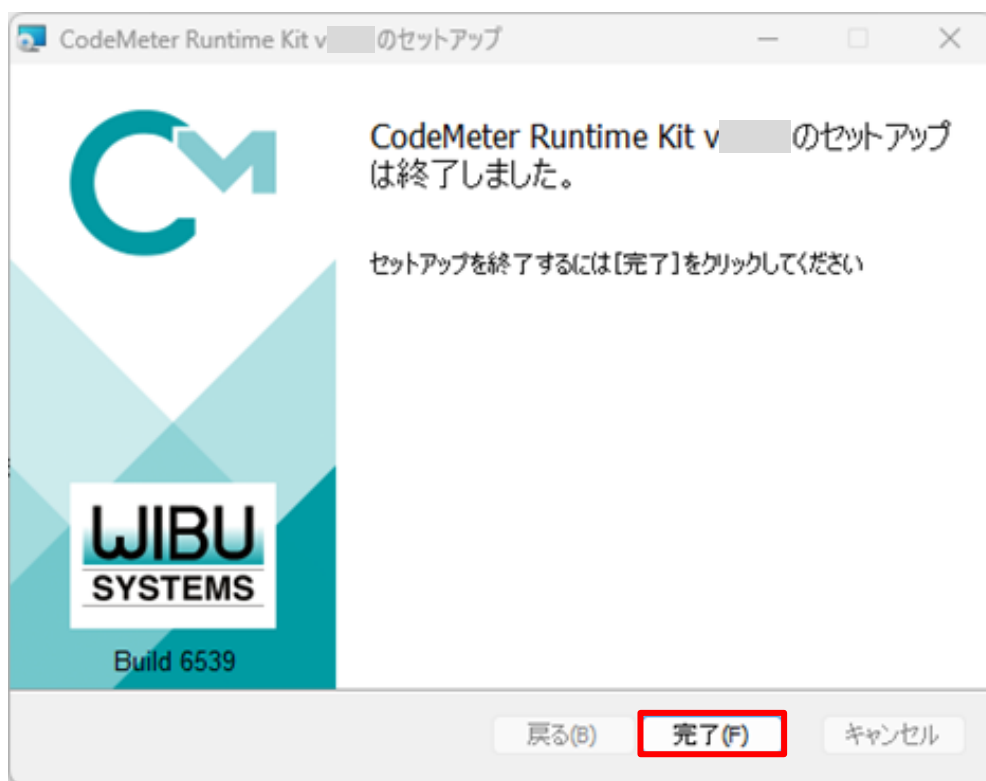 CodeMeter Runtime Kit v のセットアップ
CodeMeter Runtime Kit v のセットアップ
は終了しました。
セットアップを終了するには[完了]をクリックしてください
WIBU
SYSTEMS
Build 6539
戻る(B) 完了(F) キャンセル